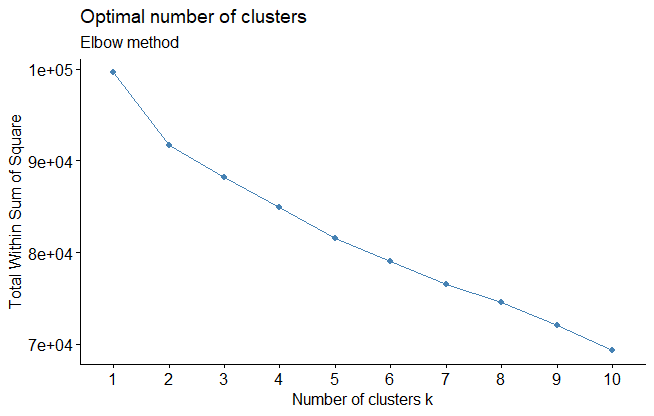 Optimal number of clusters
Elbow method
Total Within Sum of Square
1e+05
9e+04
8e+04
7e+04
1 2 3 4 5 6 7 8 9 10
Number of clusters k